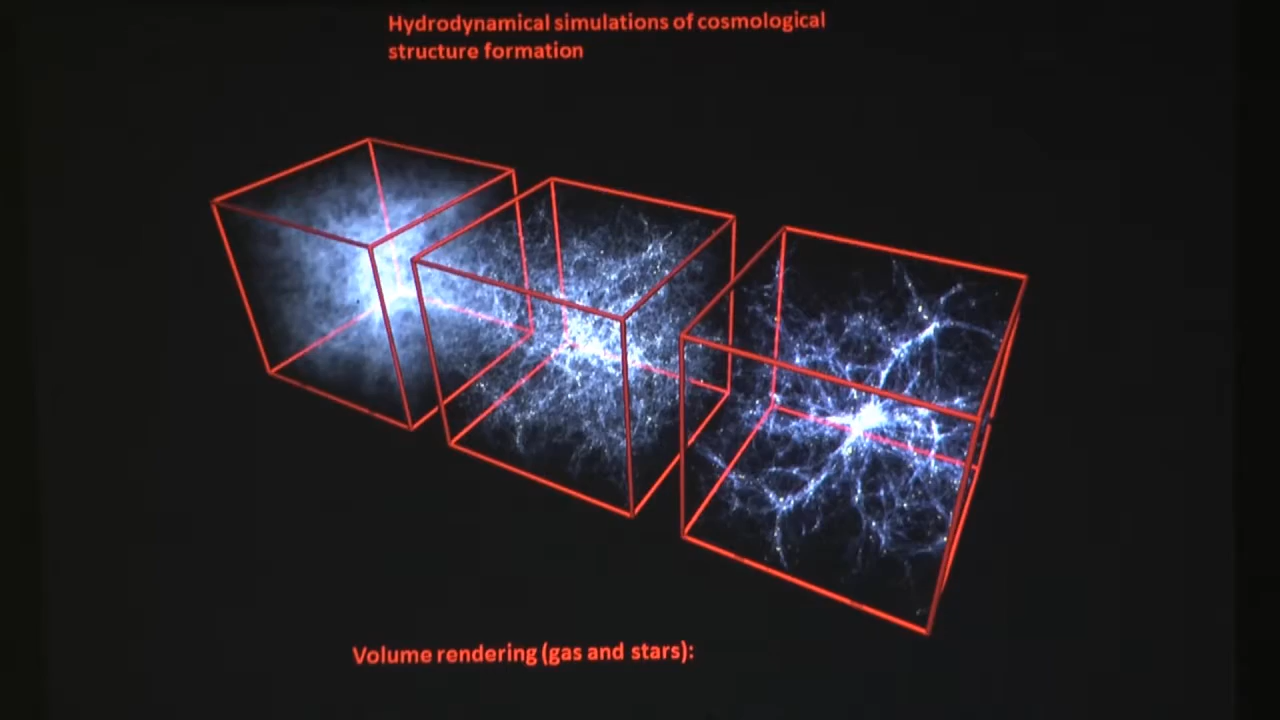 Hydrodynamical simulations of cosmological
structure formation
Volume rendering (gas and stars):